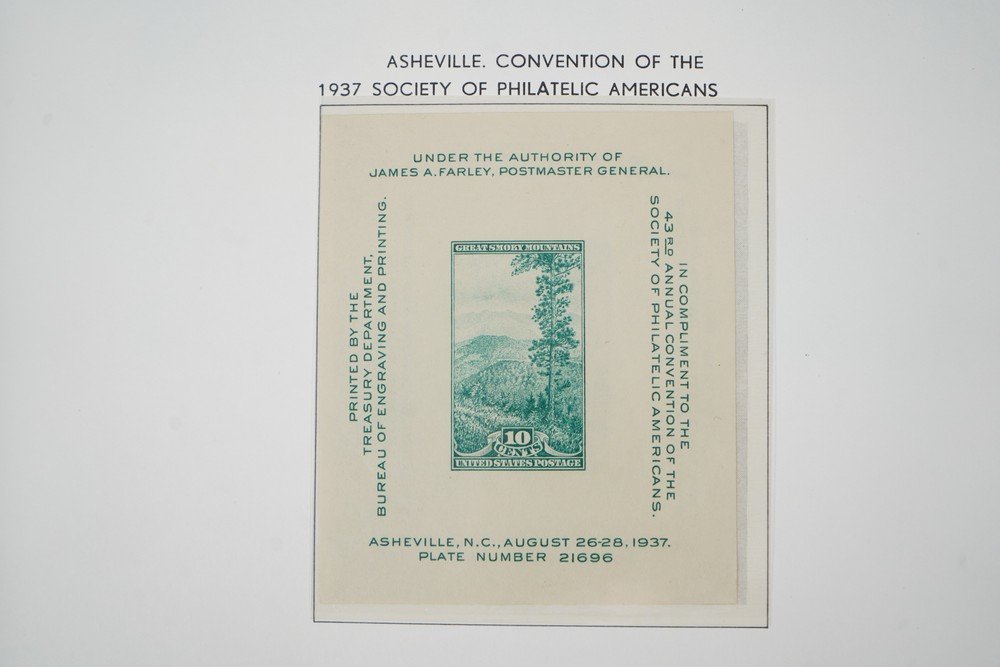 ASHEVILLE. CONVENTION OF THE
1937 SOCIETY OF PHILATELIC AMERICANS
UNDER THE AUTHORITY OF
JAMES A. FARLEY, POSTMASTER GENERAL.
PRINTED BY THE
TREASURY DEPARTMENT,
BUREAU OF ENGRAVING AND PRINTING.
GREAT SMOKY MOUNTAINS
10
CENTS
UNITED STATES POSTAGE
IN COMPLIMENT TO THE
43RD ANNUAL CONVENTION OF THE
SOCIETY OF PHILATELIC AMERICANS.
ASHEVILLE, N.C., AUGUST 26-28, 1937.
PLATE NUMBER 21696